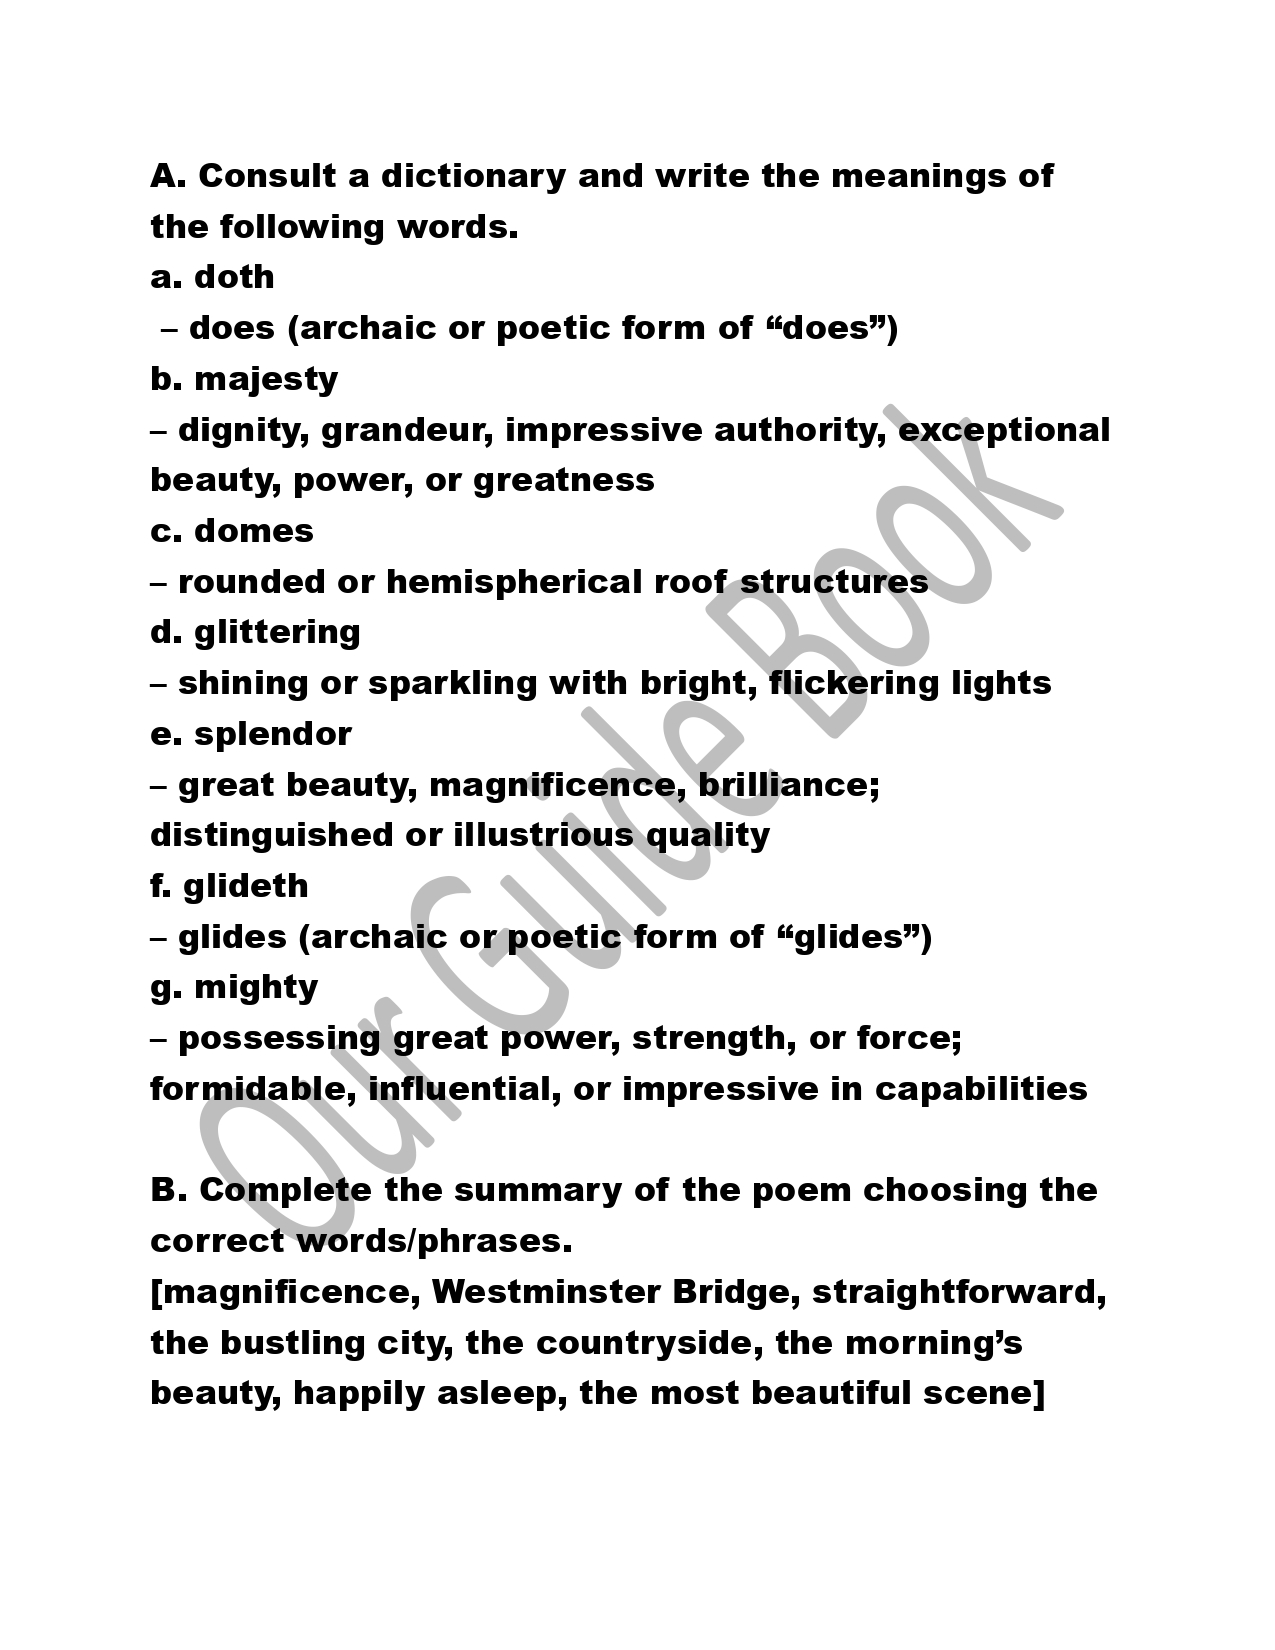 A. Consult a dictionary and write the meanings of
the following words.
a. doth
– does (archaic or poetic form of “does”)
b. majesty
– dignity, grandeur, impressive authority, exceptional
beauty, power, or greatness
c. domes
– rounded or hemispherical roof structures
d. glittering
– shining or sparkling with bright, flickering lights
e. splendor
– great beauty, magnificence, brilliance;
distinguished or illustrious quality
f. glideth
– glides (archaic or poetic form of “glides”)
g. mighty
– possessing great power, strength, or force;
formidable, influential, or impressive in capabilities
B. Complete the summary of the poem choosing the
correct words/phrases.
[magnificence, Westminster Bridge, straightforward,
the bustling city, the countryside, the morning’s
beauty, happily asleep, the most beautiful scene]
Our Guide Book